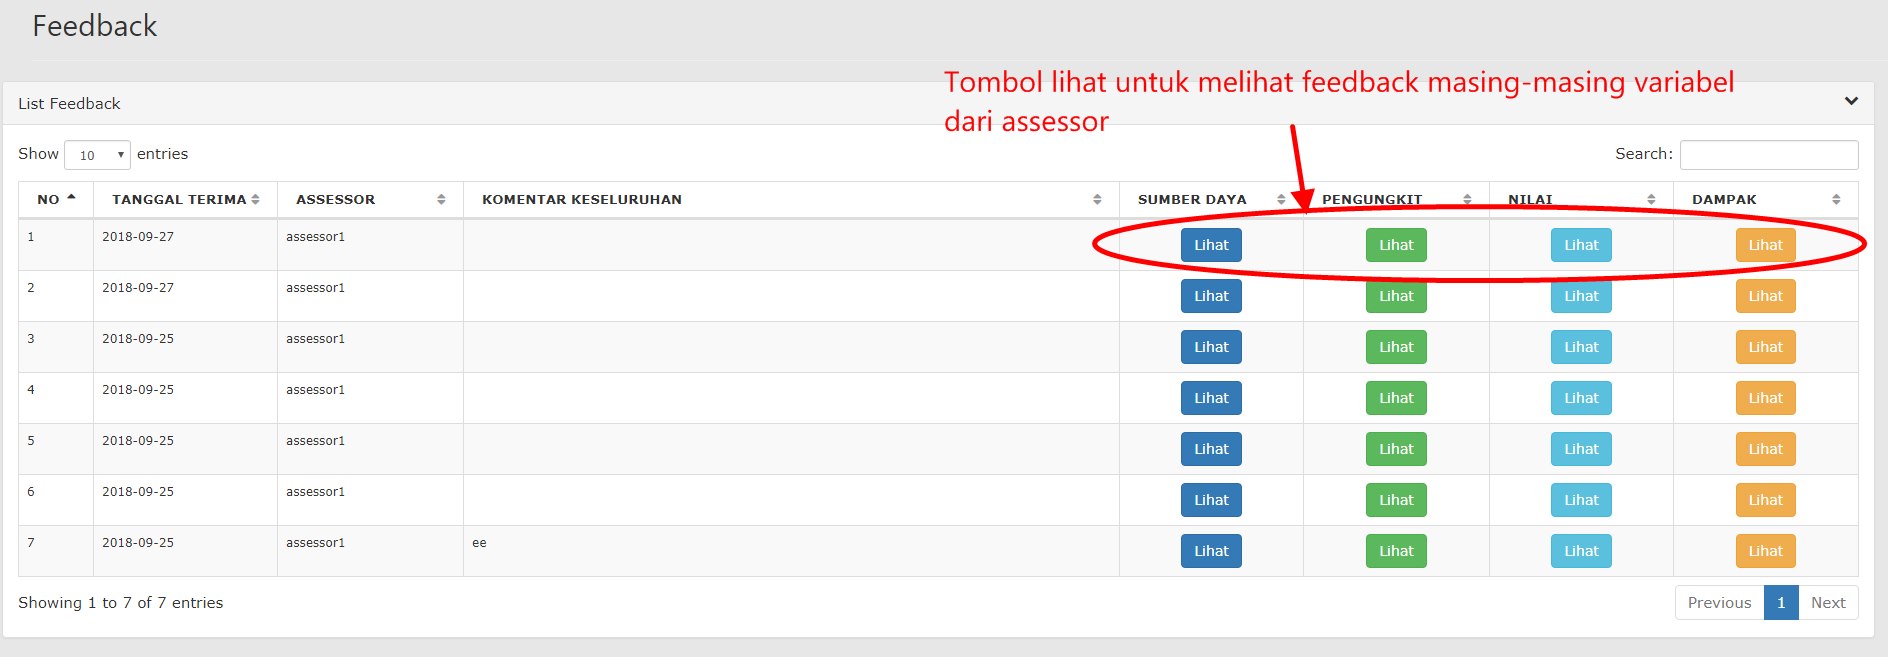 Feedback
Tombol lihat untuk melihat feedback masing-masing variabel
dari assessor
List Feedback
Show 10 entries Search:
NO TANGGAL TERIMA ASSESSOR KOMENTAR KESELURUHAN SUMBER DAYA PENGUNGKIT NILAI DAMPAK
1 2018-09-27 assessor1 Lihat Lihat Lihat Lihat
2 2018-09-27 assessor1 Lihat Lihat Lihat Lihat
3 2018-09-25 assessor1 Lihat Lihat Lihat Lihat
4 2018-09-25 assessor1 Lihat Lihat Lihat Lihat
5 2018-09-25 assessor1 Lihat Lihat Lihat Lihat
6 2018-09-25 assessor1 Lihat Lihat Lihat Lihat
7 2018-09-25 assessor1 ee Lihat Lihat Lihat Lihat
Showing 1 to 7 of 7 entries Previous 1 Next